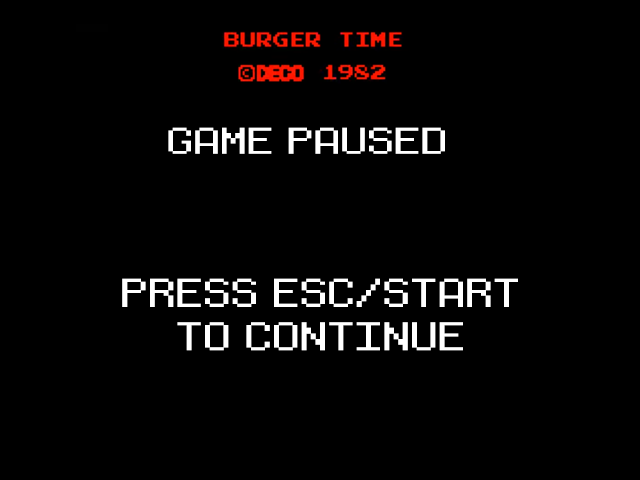 BURGER TIME
©DECO 1982
GAME PAUSED
PRESS ESC/START
TO CONTINUE